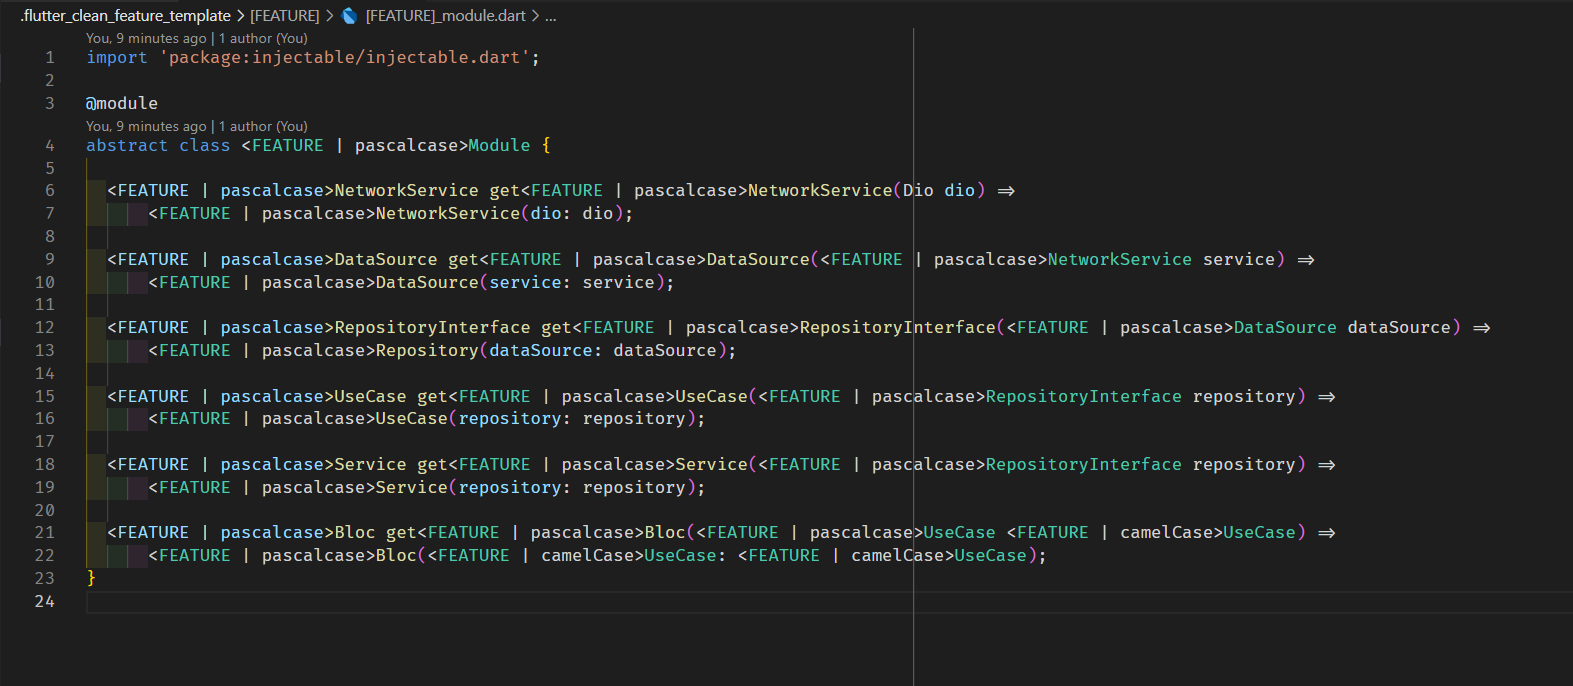 .flutter_clean_feature_template > [FEATURE] > [FEATURE]_module.dart > ...
You, 9 minutes ago | 1 author (You)
1 import 'package:injectable/injectable.dart';
2
3 @module
You, 9 minutes ago | 1 author (You)
4 abstract class <FEATURE | pascalcase>Module {
5
6 <FEATURE | pascalcase>NetworkService get<FEATURE | pascalcase>NetworkService(Dio dio) =>
7 <FEATURE | pascalcase>NetworkService(dio: dio);
8
9 <FEATURE | pascalcase>DataSource get<FEATURE | pascalcase>DataSource(<FEATURE | pascalcase>NetworkService service) =>
10 <FEATURE | pascalcase>DataSource(service: service);
11
12 <FEATURE | pascalcase>RepositoryInterface get<FEATURE | pascalcase>RepositoryInterface(<FEATURE | pascalcase>DataSource dataSource) =>
13 <FEATURE | pascalcase>Repository(dataSource: dataSource);
14
15 <FEATURE | pascalcase>UseCase get<FEATURE | pascalcase>UseCase(<FEATURE | pascalcase>RepositoryInterface repository) =>
16 <FEATURE | pascalcase>UseCase(repository: repository);
17
18 <FEATURE | pascalcase>Service get<FEATURE | pascalcase>Service(<FEATURE | pascalcase>RepositoryInterface repository) =>
19 <FEATURE | pascalcase>Service(repository: repository);
20
21 <FEATURE | pascalcase>Bloc get<FEATURE | pascalcase>Bloc(<FEATURE | pascalcase>UseCase <FEATURE | camelCase>UseCase) =>
22 <FEATURE | pascalcase>Bloc(<FEATURE | camelCase>UseCase: <FEATURE | camelCase>UseCase);
23 }
24